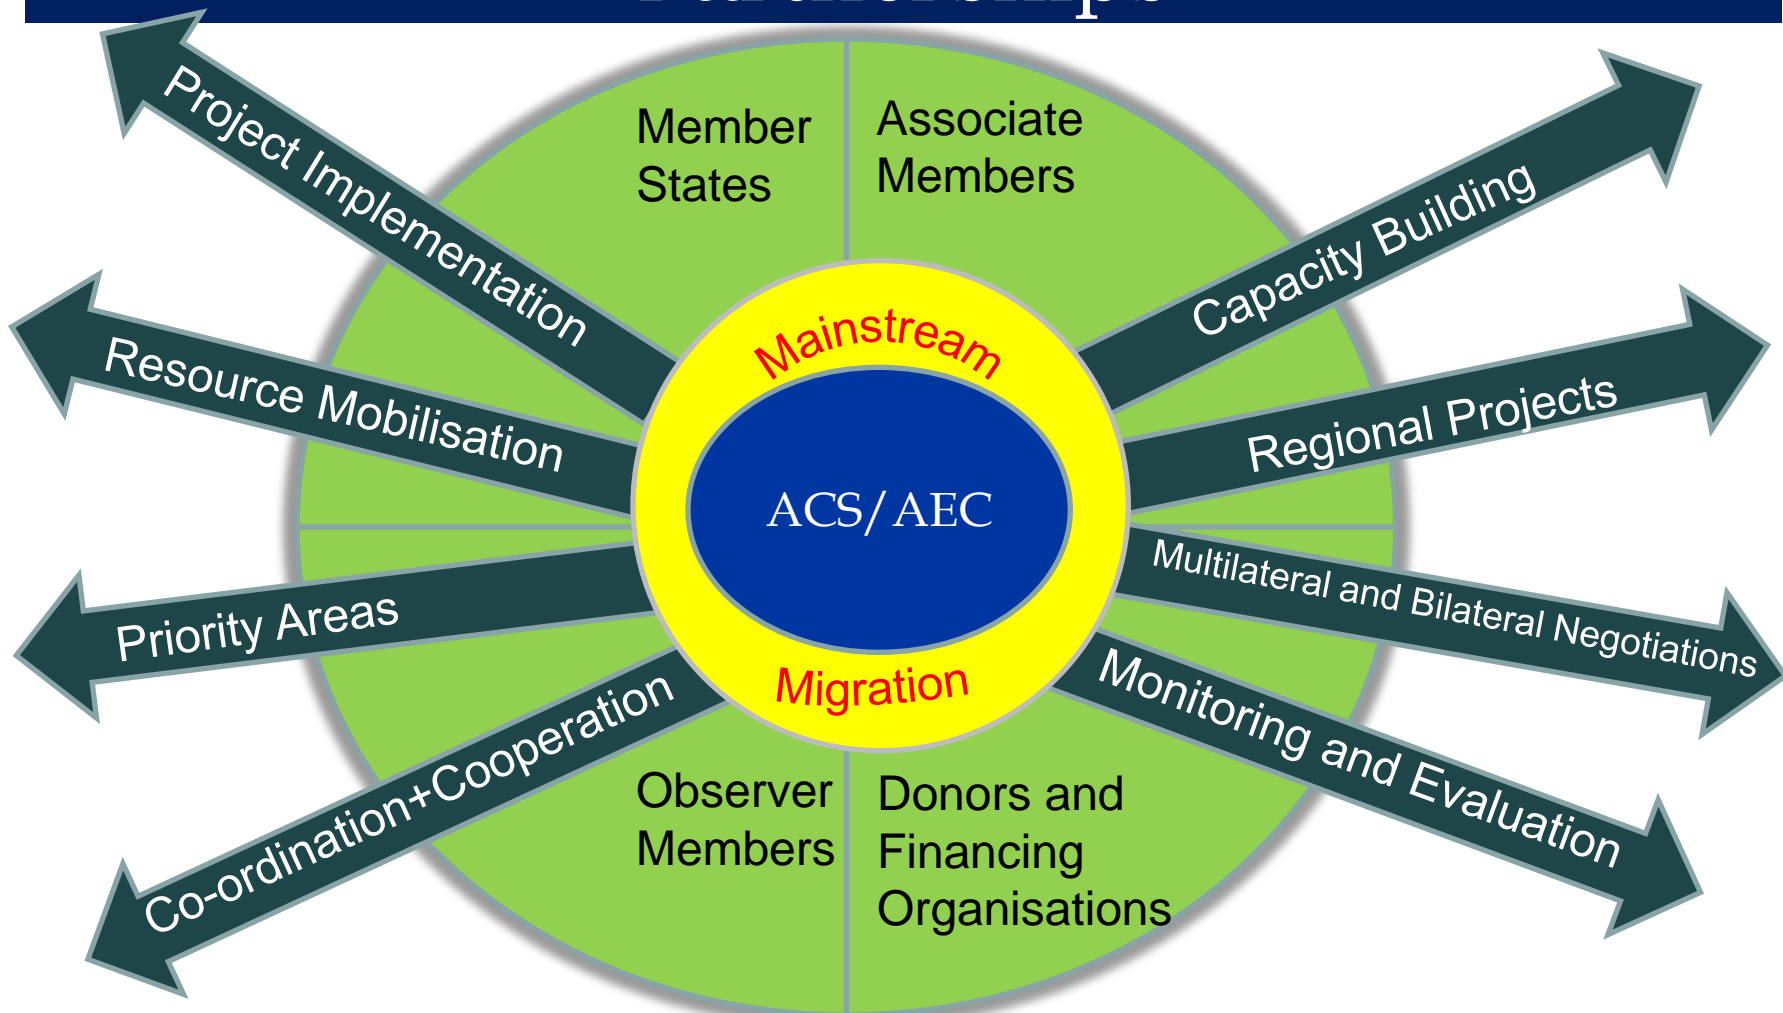 Partnerships
Member
States
Associate
Members
Project Implementation
Resource Mobilisation
Priority Areas
Co-ordination+Cooperation
Capacity Building
Regional Projects
Multilateral and Bilateral Negotiations
Monitoring and Evaluation
Mainstream
ACS/AEC
Migration
Observer
Members
Donors and
Financing
Organisations